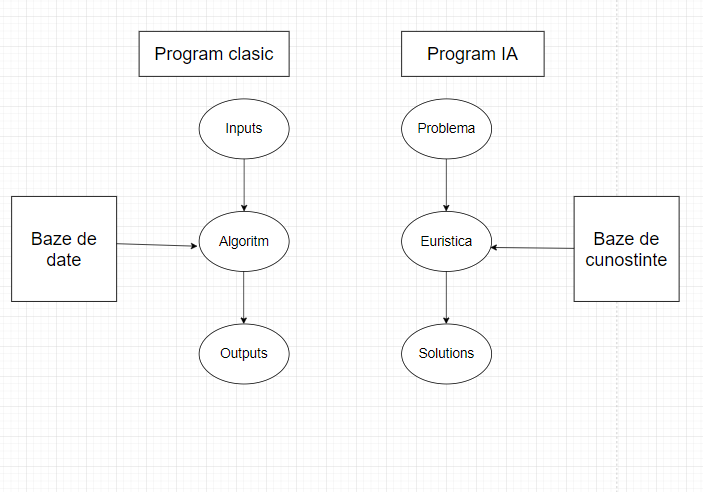 Program clasic
Program IA
Inputs
Problema
Baze de
date
Algoritm
Euristica
Baze de
cunostinte
Outputs
Solutions